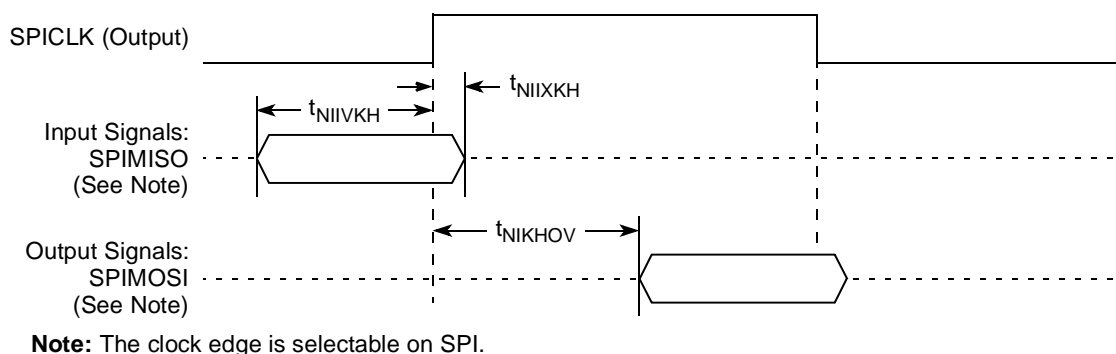 SPICLK (Output)
tNIIXKH
tNIIVKH
Input Signals:
SPIMISO
(See Note)
tNIKHOV
Output Signals:
SPIMOSI
(See Note)
Note: The clock edge is selectable on SPI.